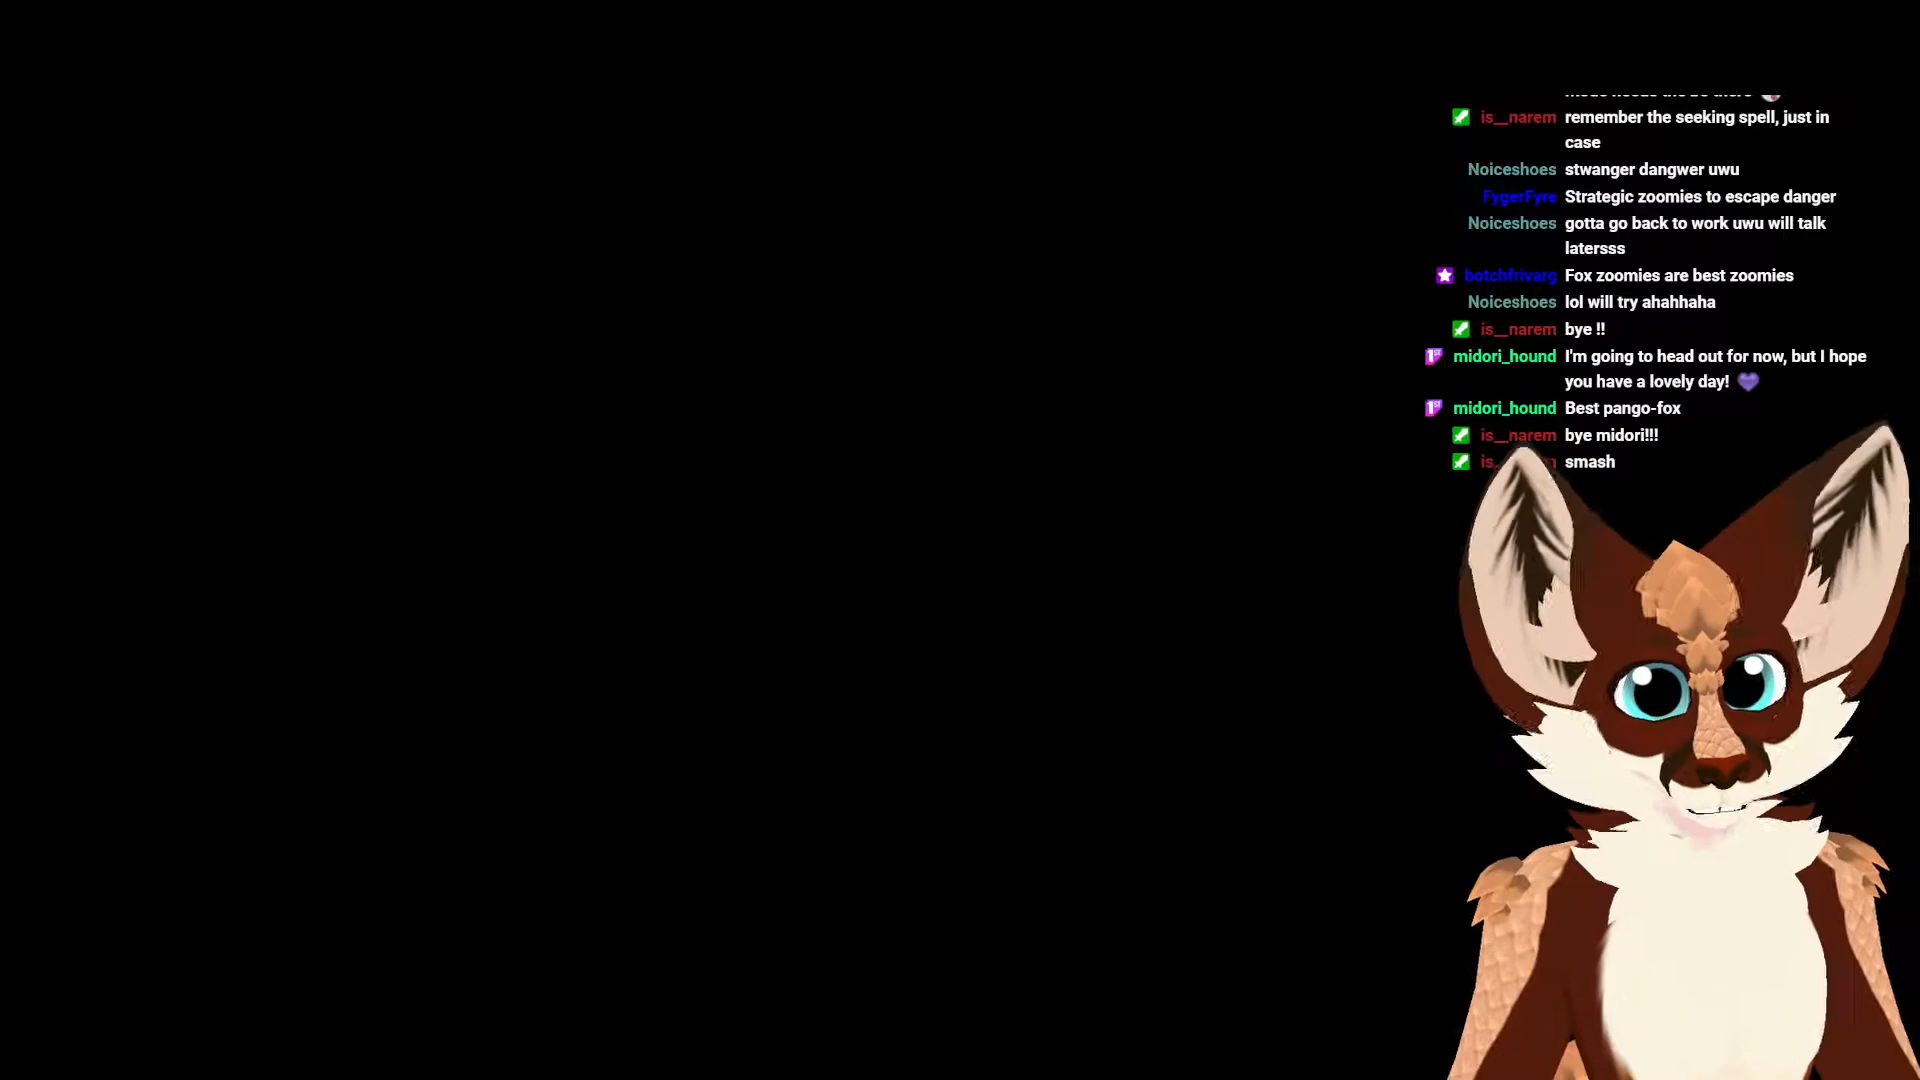 is__narem remember the seeking spell, just in
case
Noiceshoes stwanger dangwer uwu
FygerFyre Strategic zoomies to escape danger
Noiceshoes gotta go back to work uwu will talk
latersss
botchfrivarg Fox zoomies are best zoomies
Noiceshoes lol will try ahahhaha
is__narem bye !!
midori_hound I'm going to head out for now, but I hope
you have a lovely day!
midori_hound Best pango-fox
is__narem bye midori!!!
smash